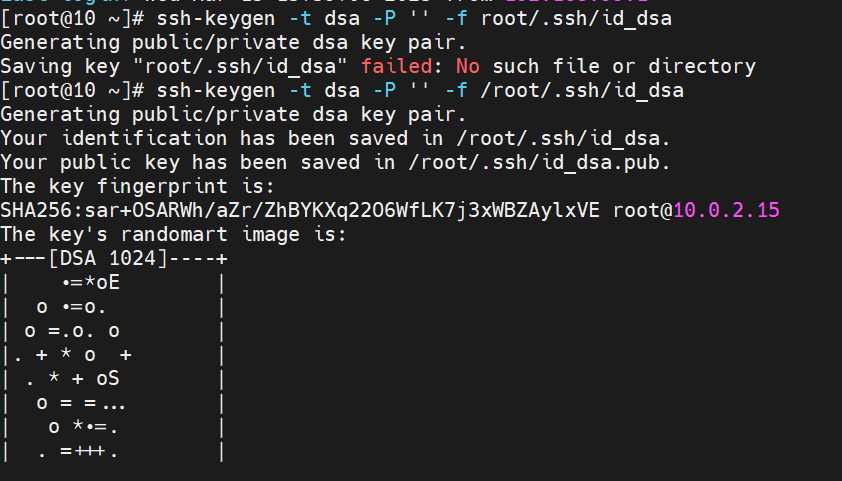 [root@10 ~]# ssh-keygen -t dsa -P '' -f root/.ssh/id_dsa
Generating public/private dsa key pair.
Saving key "root/.ssh/id_dsa" failed: No such file or directory
[root@10 ~]# ssh-keygen -t dsa -P '' -f /root/.ssh/id_dsa
Generating public/private dsa key pair.
Your identification has been saved in /root/.ssh/id_dsa.
Your public key has been saved in /root/.ssh/id_dsa.pub.
The key fingerprint is:
SHA256:sar+OSARWh/aZr/ZhBYKXq22O6WfLK7j3xWBZAylxVE root@10.0.2.15
The key's randomart image is:
+---[DSA 1024]----+
|    .=*oE        |
|  o .=o.         |
| o =.o. o        |
|. + * o  +       |
| . * + oS        |
|  o = =...       |
|   o *.=.        |
|  . =+++.        |